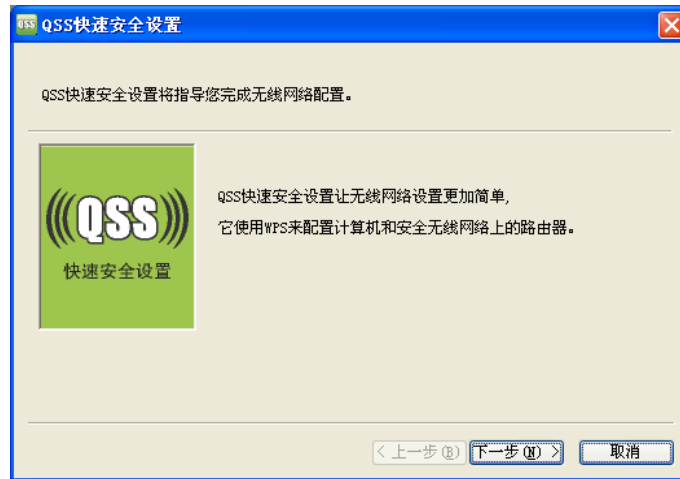 QSS QSS快速安全设置
QSS快速安全设置将指导您完成无线网络配置。
(((QSS)))
快速安全设置
QSS快速安全设置让无线网络设置更加简单,
它使用WPS来配置计算机和安全无线网络上的路由器。
< 上一步(B) 下一步(N) > 取消